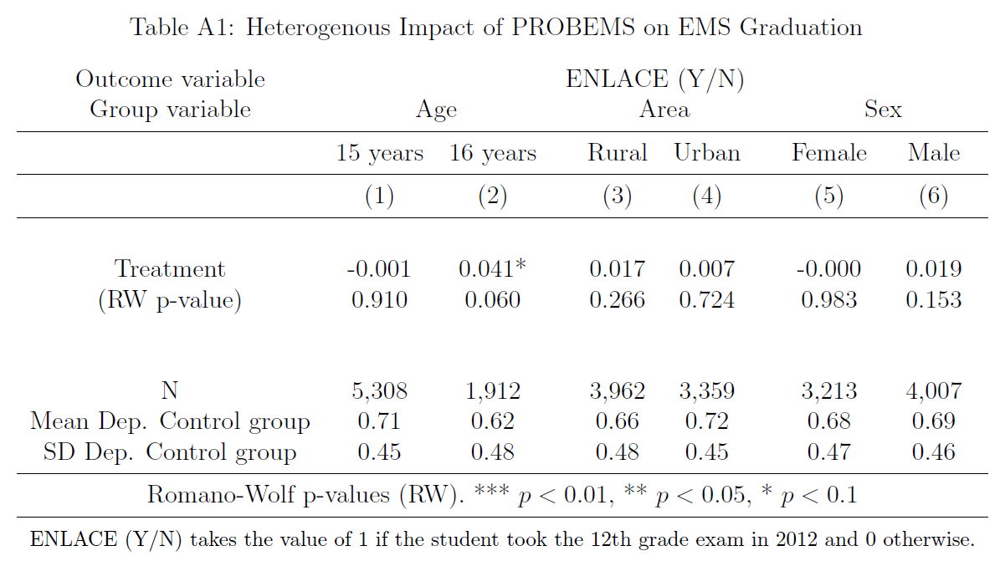 Table A1: Heterogenous Impact of PROBEMS on EMS Graduation
Outcome variable ENLACE (Y/N)
Group variable Age Area Sex
15 years 16 years Rural Urban Female Male
(1) (2) (3) (4) (5) (6)
Treatment -0.001 0.041* 0.017 0.007 -0.000 0.019
(RW p-value) 0.910 0.060 0.266 0.724 0.983 0.153
N 5,308 1,912 3,962 3,359 3,213 4,007
Mean Dep. Control group 0.71 0.62 0.66 0.72 0.68 0.69
SD Dep. Control group 0.45 0.48 0.48 0.45 0.47 0.46
Romano-Wolf p-values (RW). *** p < 0.01, ** p < 0.05, * p < 0.1
ENLACE (Y/N) takes the value of 1 if the student took the 12th grade exam in 2012 and 0 otherwise.